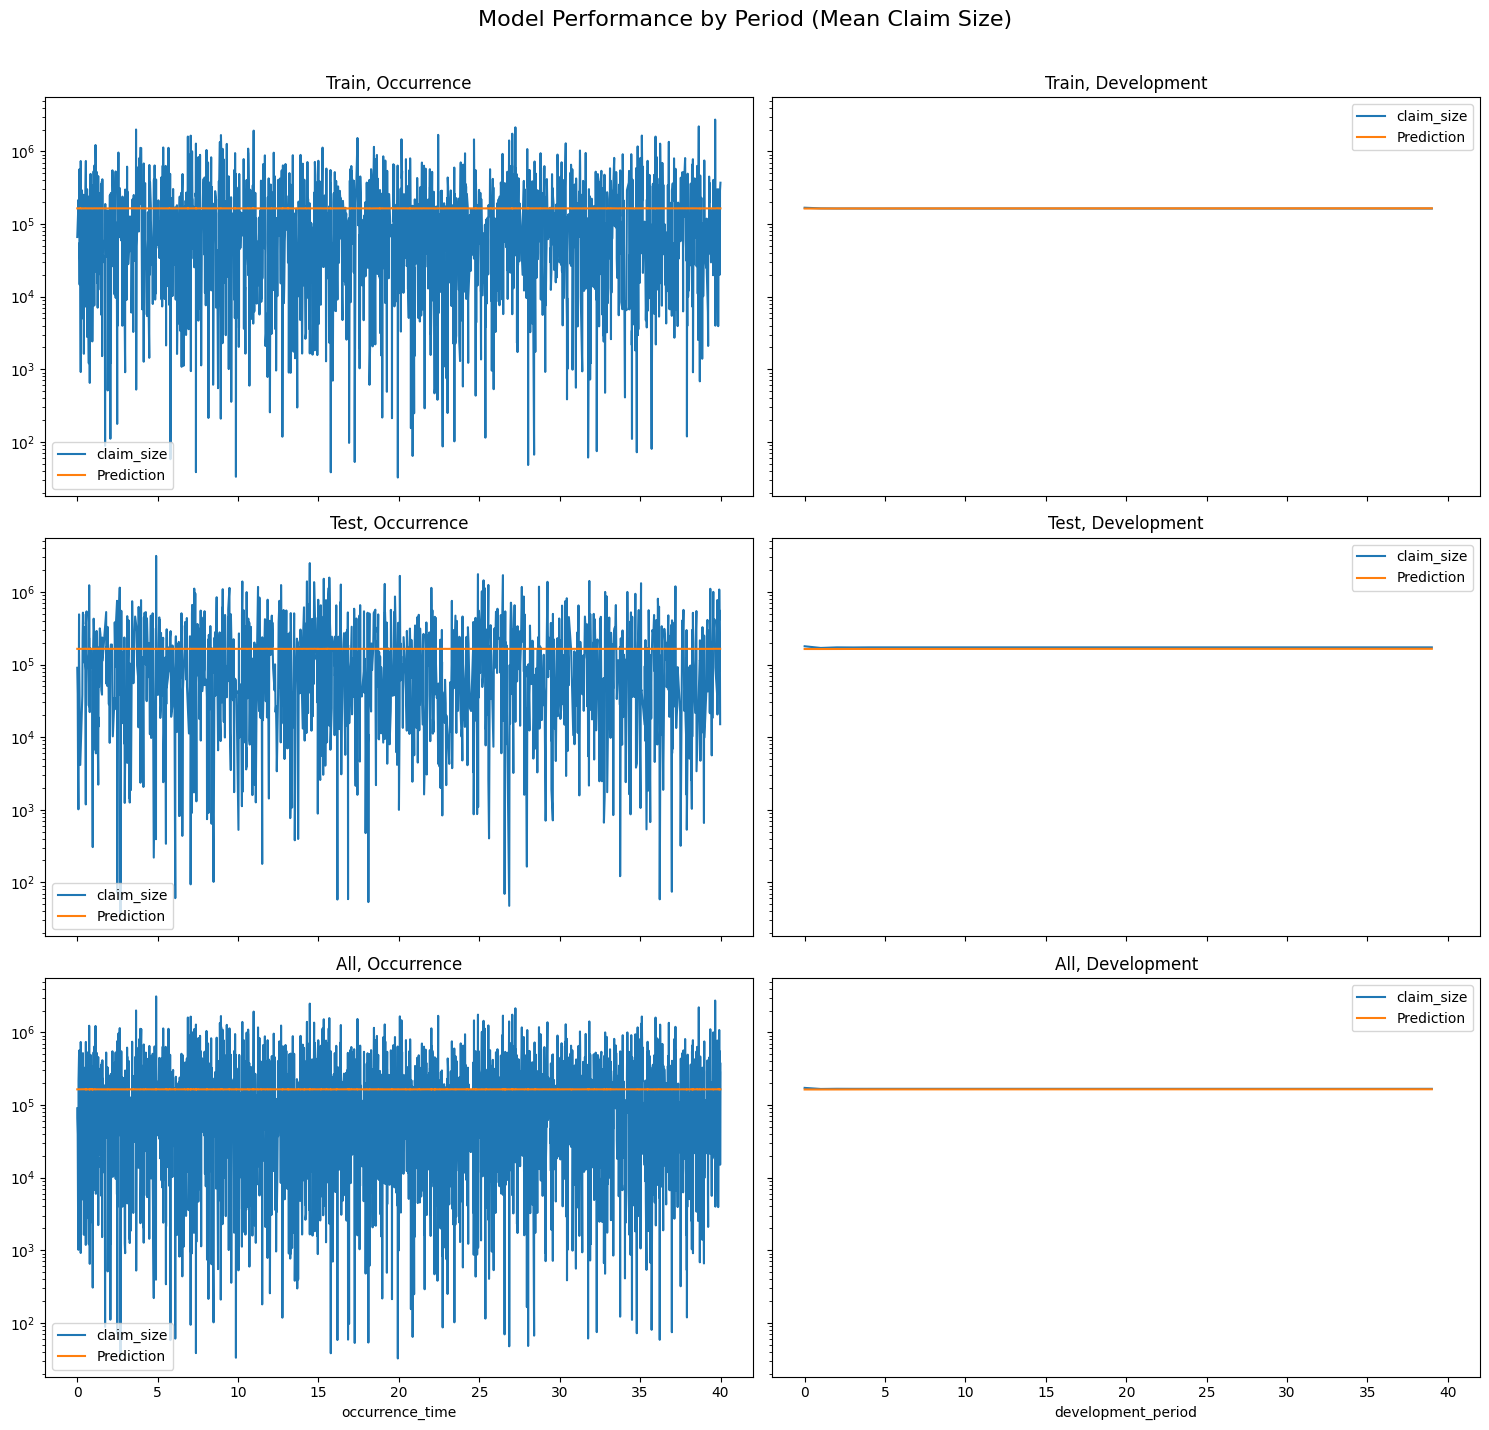 Model Performance by Period (Mean Claim Size)
Train, Occurrence
Train, Development
10^6
10^5
10^4
10^3
10^2
claim_size
Prediction
claim_size
Prediction
Test, Occurrence
Test, Development
10^6
10^5
10^4
10^3
10^2
claim_size
Prediction
claim_size
Prediction
All, Occurrence
All, Development
10^6
10^5
10^4
10^3
10^2
claim_size
Prediction
claim_size
Prediction
0 5 10 15 20 25 30 35 40
0 5 10 15 20 25 30 35 40
occurrence_time
development_period